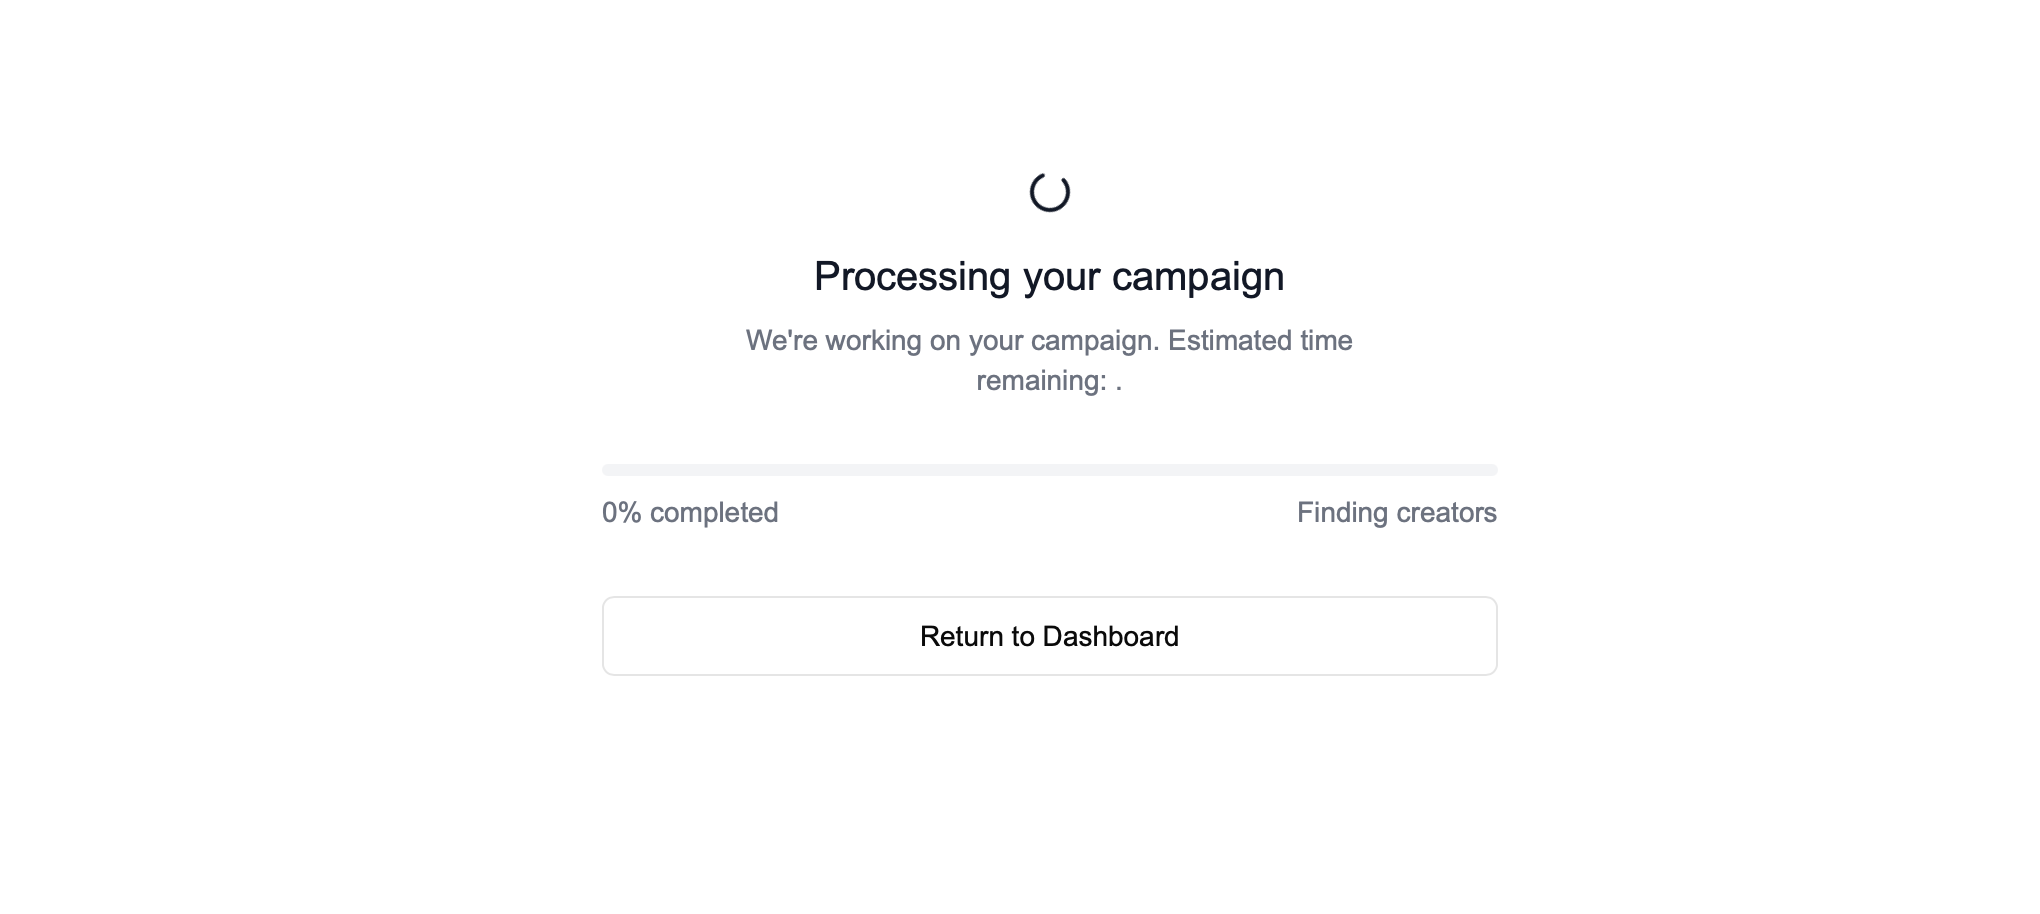 Processing your campaign
We're working on your campaign. Estimated time
remaining: .
0% completed
Finding creators
Return to Dashboard